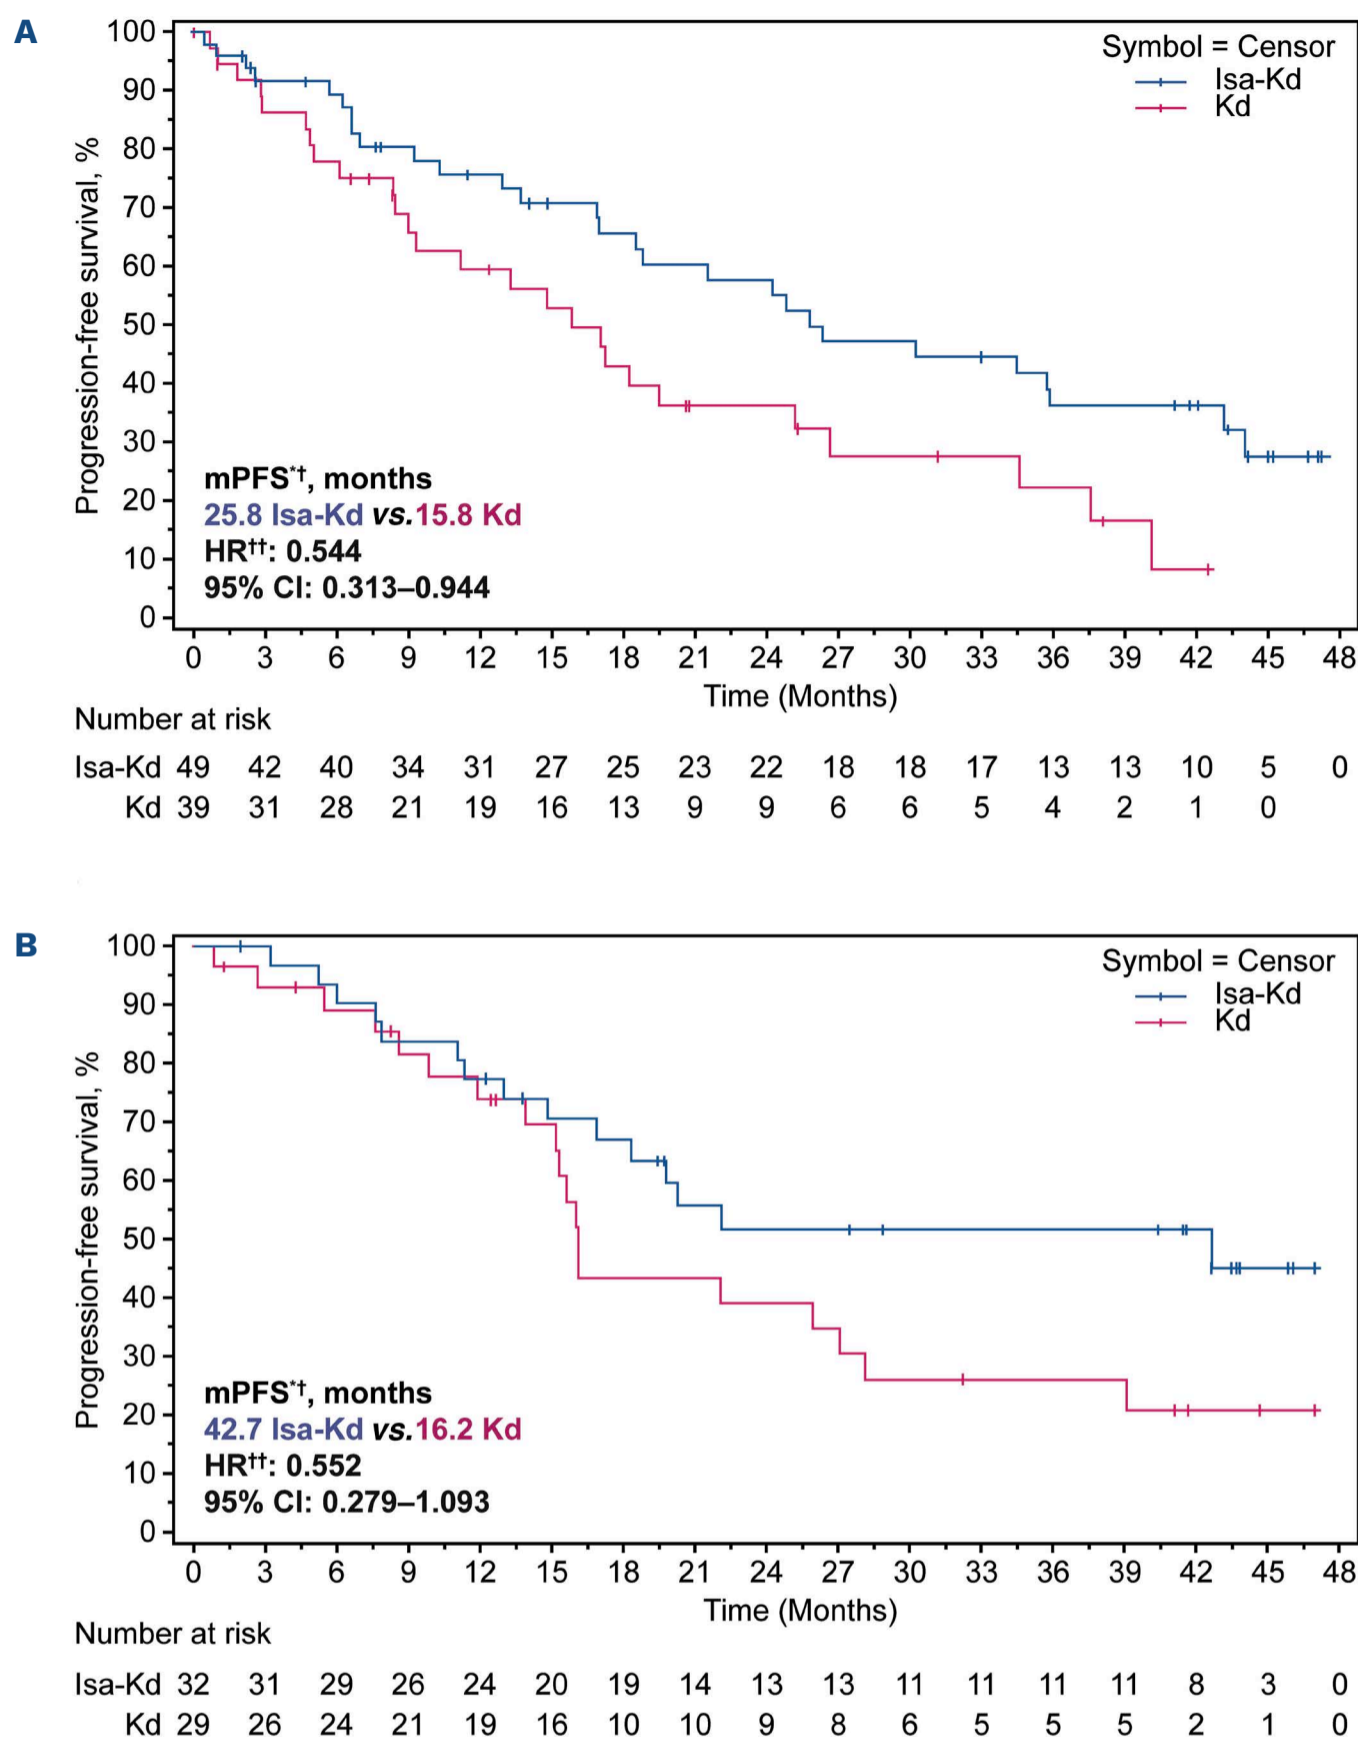 A
100
90
80
70
60
50
40
30
20
10
0
Progression-free survival, %
Symbol = Censor
Isa-Kd
Kd
mPFS*†, months
25.8 Isa-Kd vs. 15.8 Kd
HR††: 0.544
95% CI: 0.313–0.944
0 3 6 9 12 15 18 21 24 27 30 33 36 39 42 45 48
Time (Months)
Number at risk
Isa-Kd 49 42 40 34 31 27 25 23 22 18 18 17 13 13 10 5 0
Kd 39 31 28 21 19 16 13 9 9 6 6 5 4 2 1 0
B
100
90
80
70
60
50
40
30
20
10
0
Progression-free survival, %
Symbol = Censor
Isa-Kd
Kd
mPFS*†, months
42.7 Isa-Kd vs. 16.2 Kd
HR††: 0.552
95% CI: 0.279–1.093
0 3 6 9 12 15 18 21 24 27 30 33 36 39 42 45 48
Time (Months)
Number at risk
Isa-Kd 32 31 29 26 24 20 19 14 13 13 11 11 11 11 8 3 0
Kd 29 26 24 21 19 16 10 10 9 8 6 5 5 5 2 1 0